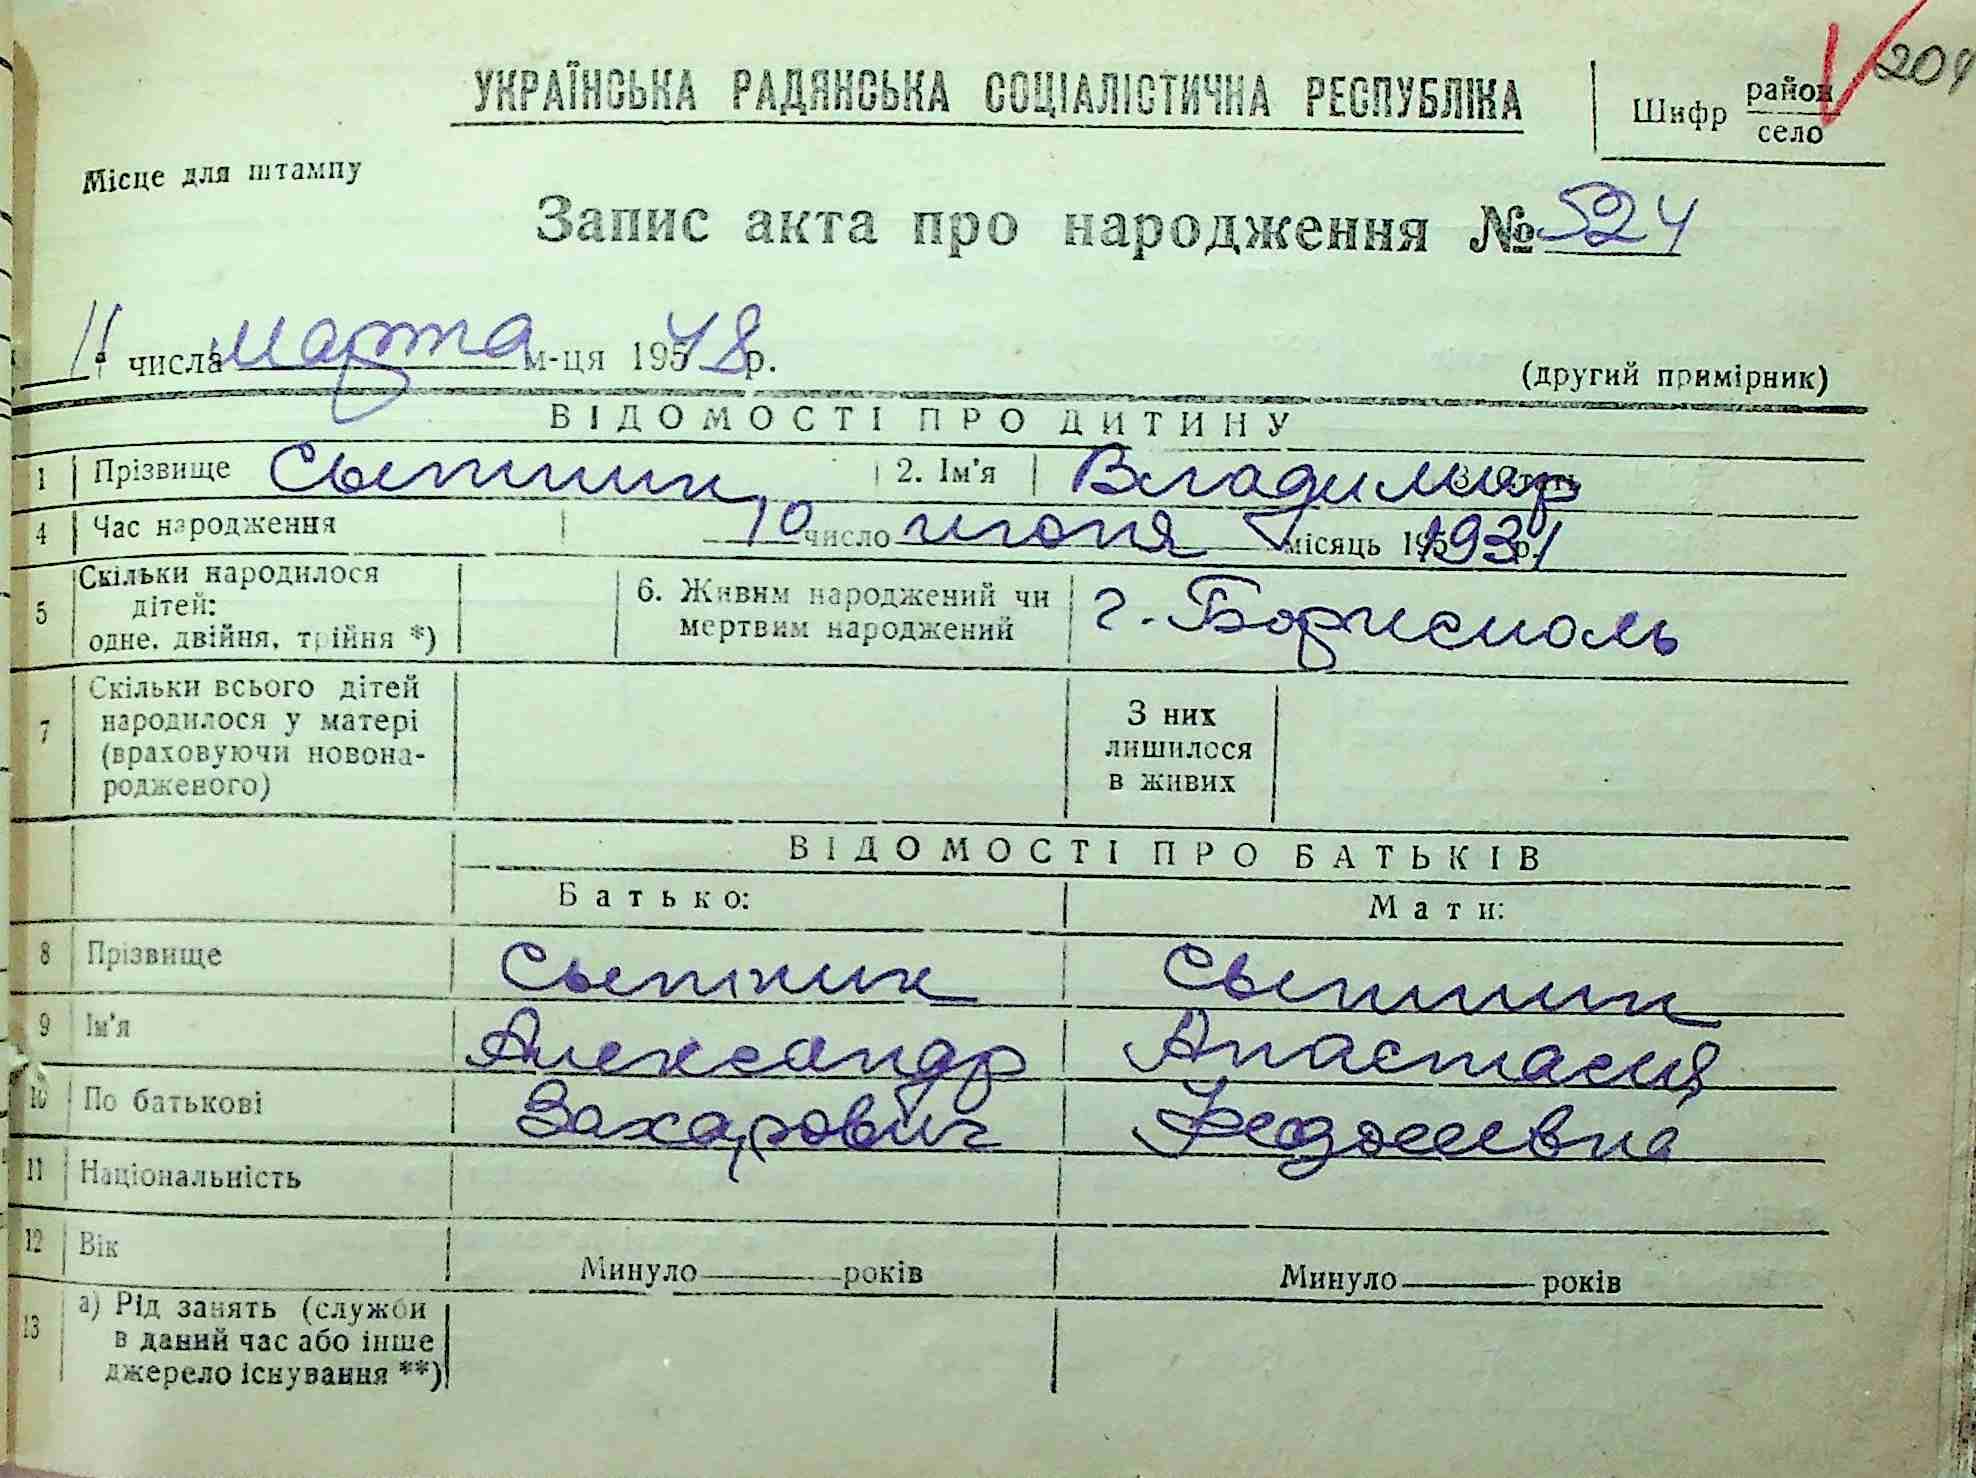 209
УКРАЇНСЬКА РАДЯНСЬКА СОЦІАЛІСТИЧНА РЕСПУБЛІКА
Шифр район
село
Місце для штампу
Запис акта про народження № 524
11 числа марта м-ця 195 48 р.
(другий примірник)
ВІДОМОСТІ ПРО ДИТИНУ
1 Прізвище Сытник 2. Ім'я Владимир
4 Час народження 10 число июня місяць 195 1931 р.
5 Скільки народилося дітей: одне, двійня, трійня *) 6. Живим народжений чи мертвим народжений г. Борисполь
7 Скільки всього дітей народилося у матері (враховуючи новонародженого) З них лишилося в живих
ВІДОМОСТІ ПРО БАТЬКІВ
Батько: Мати:
8 Прізвище Сытник Сытник
9 Ім'я Александр Анастасия
10 По батькові Захарович Федосеевна
11 Національність
12 Вік Минуло років Минуло років
13 а) Рід занять (служби в даний час або інше джерело існування **)